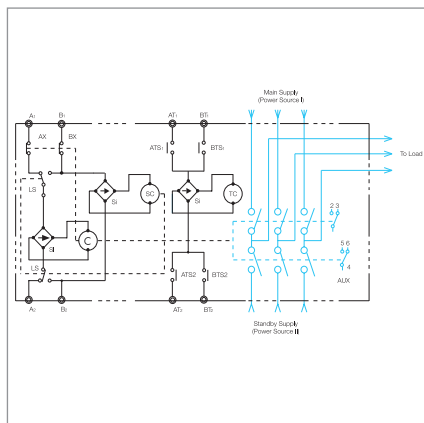 Main Supply
(Power Source I)
A₁ B₁ AT₁ BT₁
AX BX ATS₁ BTS₁
To Load
LS Si SC Si TC
2 3
Si C
5 6
4
LS ATS2 BTS2 AUX
A₂ B₂ AT₂ BT₂
Standby Supply
(Power Source II)